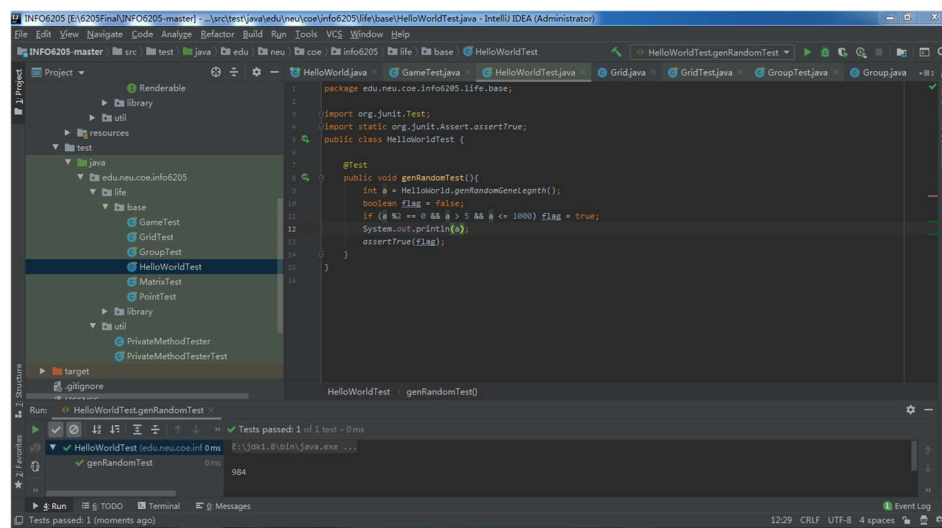 INFO6205 [E:\6205Final\INFO6205-master] - ...\src\test\java\edu\neu\coe\info6205\life\base\HelloWorldTest.java - IntelliJ IDEA (Administrator)
File Edit View Navigate Code Analyze Refactor Build Run Tools VCS Window Help
INFO6205-master src test java edu neu coe info6205 life base HelloWorldTest HelloWorldTest.genRandomTest
1: Project
Project
HelloWorld.java GameTest.java HelloWorldTest.java Grid.java GridTest.java GroupTest.java Group.java
Renderable
library
util
resources
test
java
edu.neu.coe.info6205
life
base
GameTest
GridTest
GroupTest
HelloWorldTest
MatrixTest
PointTest
library
util
PrivateMethodTester
PrivateMethodTesterTest
target
.gitignore
1 package edu.neu.coe.info6205.life.base;
2
3 import org.junit.Test;
4 import static org.junit.Assert.assertTrue;
5 public class HelloWorldTest {
6
7 @Test
8 public void genRandomTest(){
9 int a = HelloWorld.genRandomGeneLegnth();
10 boolean flag = false;
11 if (a %2 == 0 && a > 5 && a <= 1000) flag = true;
12 System.out.println(a);
13 assertTrue(flag);
14 }
15 }
16
HelloWorldTest › genRandomTest()
Z: Structure
2: Favorites
Run: HelloWorldTest.genRandomTest
» Tests passed: 1 of 1 test – 0 ms
HelloWorldTest (edu.neu.coe.inf 0 ms
genRandomTest 0 ms
E:\jdk1.8\bin\java.exe ...
984
4: Run 6: TODO Terminal 0: Messages 1 Event Log
Tests passed: 1 (moments ago) 12:29 CRLF UTF-8 4 spaces